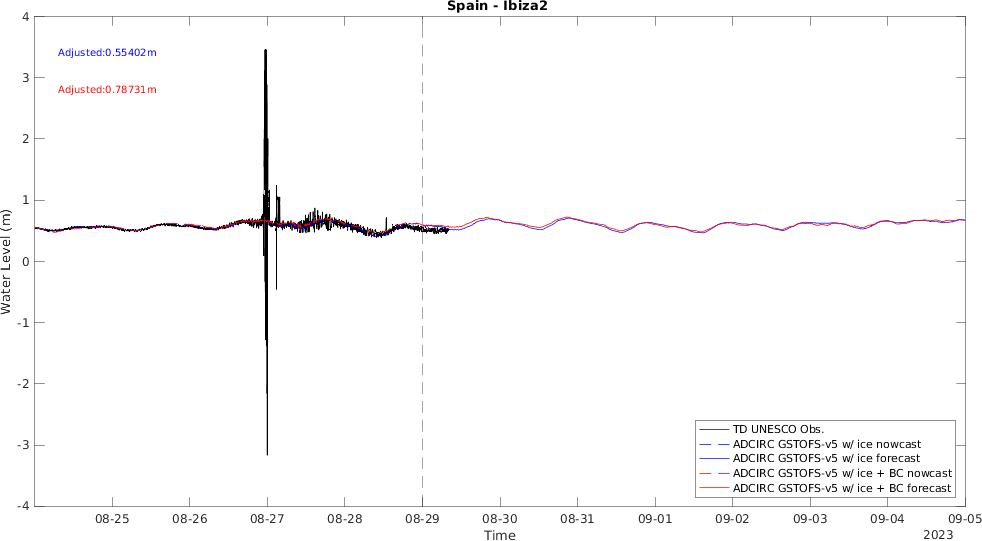 Spain - Ibiza2
Adjusted:0.55402m
Adjusted:0.78731m
4
3
2
1
0
-1
-2
-3
-4
Water Level (m)
TD UNESCO Obs.
ADCIRC GSTOFS-v5 w/ ice nowcast
ADCIRC GSTOFS-v5 w/ ice forecast
ADCIRC GSTOFS-v5 w/ ice + BC nowcast
ADCIRC GSTOFS-v5 w/ ice + BC forecast
08-25 08-26 08-27 08-28 08-29 08-30 08-31 09-01 09-02 09-03 09-04 09-05
Time
2023